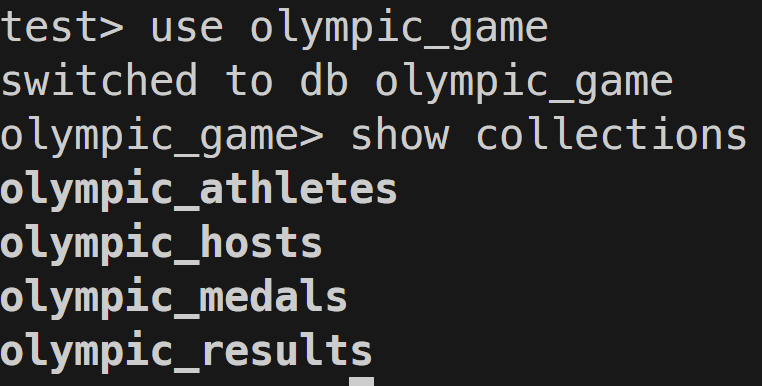 test> use olympic_game
switched to db olympic_game
olympic_game> show collections
olympic_athletes
olympic_hosts
olympic_medals
olympic_results